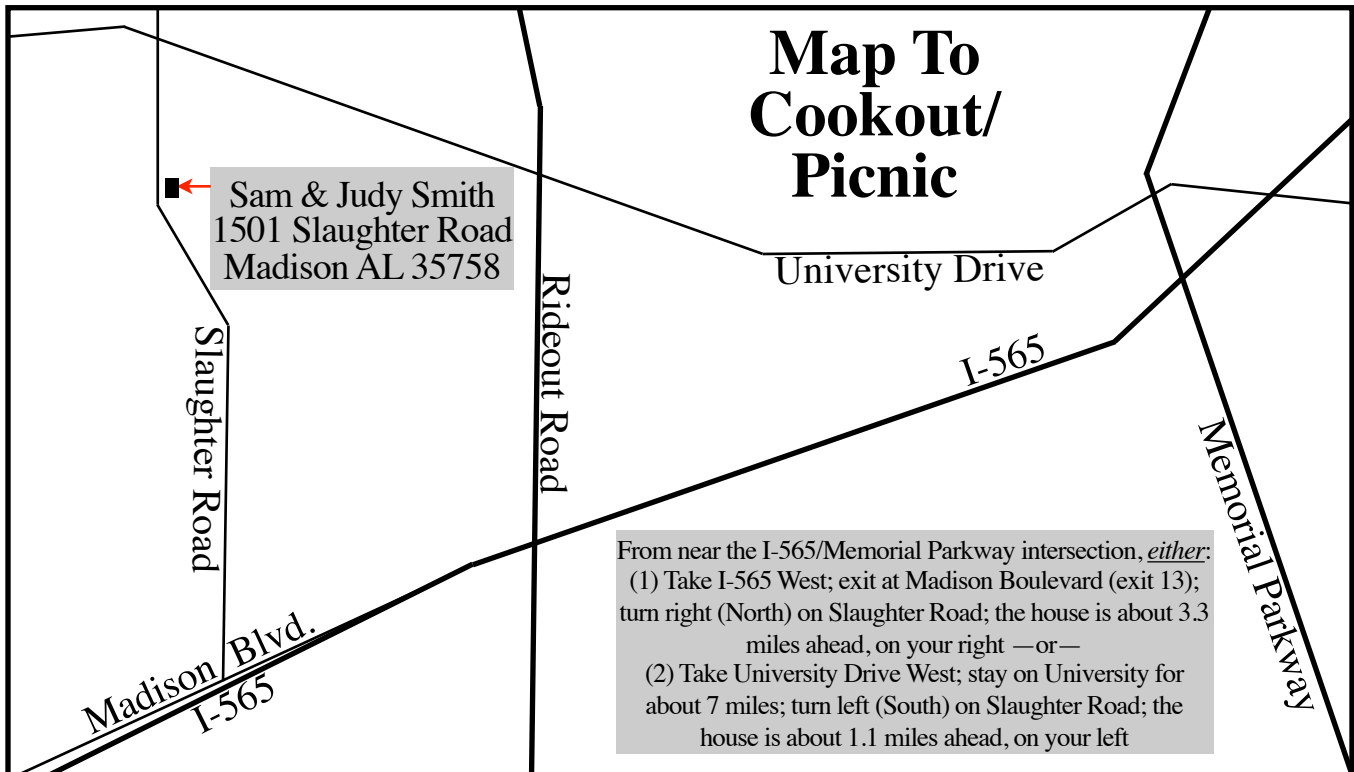 Map To
Cookout/
Picnic
Sam & Judy Smith
1501 Slaughter Road
Madison AL 35758
University Drive
Rideout Road
Slaughter Road
I-565
Memorial Parkway
Madison Blvd.
I-565
From near the I-565/Memorial Parkway intersection, either:
(1) Take I-565 West; exit at Madison Boulevard (exit 13);
turn right (North) on Slaughter Road; the house is about 3.3
miles ahead, on your right —or—
(2) Take University Drive West; stay on University for
about 7 miles; turn left (South) on Slaughter Road; the
house is about 1.1 miles ahead, on your left